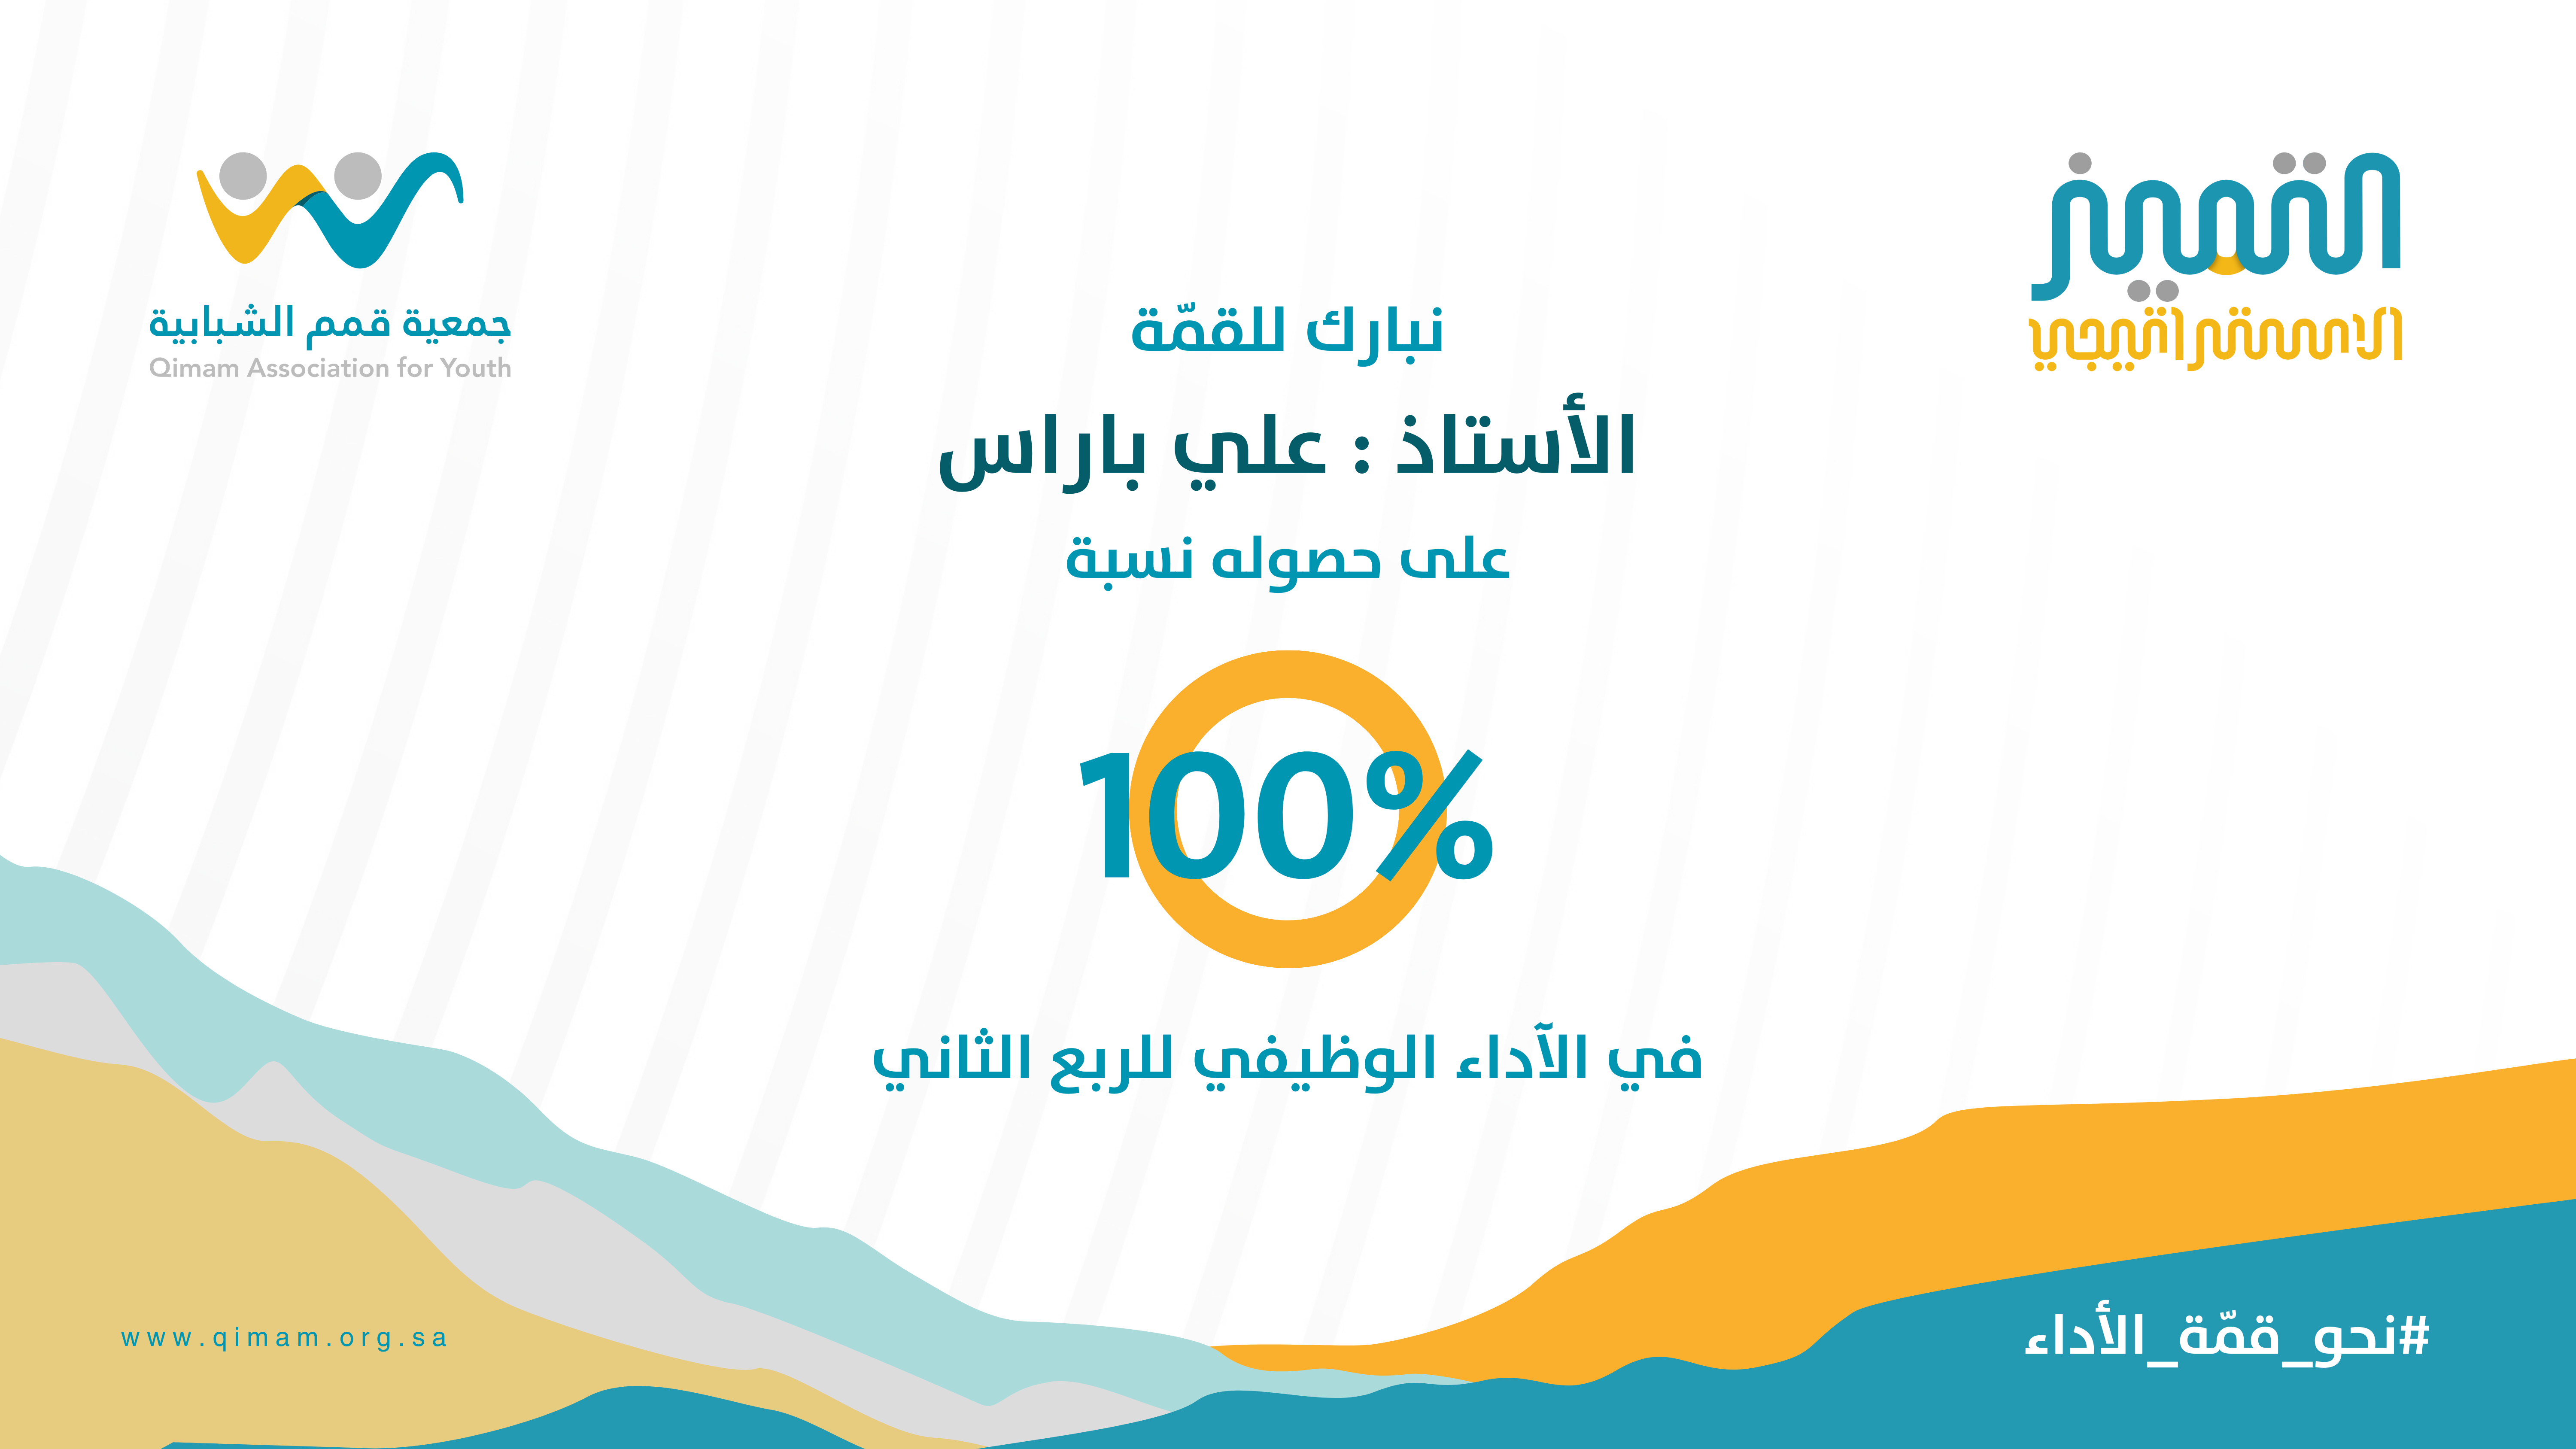 التميز
الاستراتيجي
جمعية قمم الشبابية
Qimam Association for Youth
نبارك للقمّة
الأستاذ : علي باراس
على حصوله نسبة
100%
في الآداء الوظيفي للربع الثاني
#نحو_قمّة_الأداء
www.qimam.org.sa